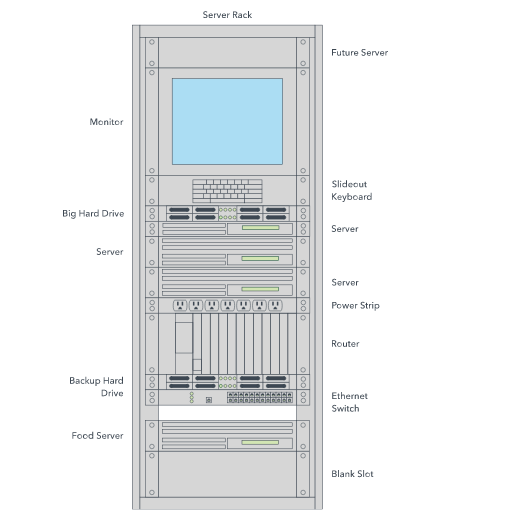 Server Rack
Future Server
Monitor
Slideout
Keyboard
Big Hard Drive
Server
Server
Server
Power Strip
Router
Backup Hard
Drive
Ethernet
Switch
Food Server
Blank Slot